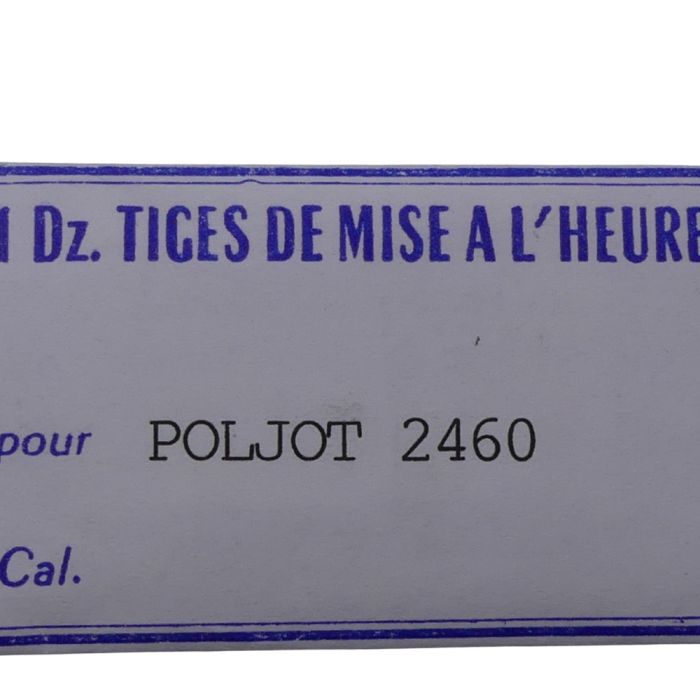 1 Dz. TIGES DE MISE A L'HEURE
pour POLJOT 2460
Cal.